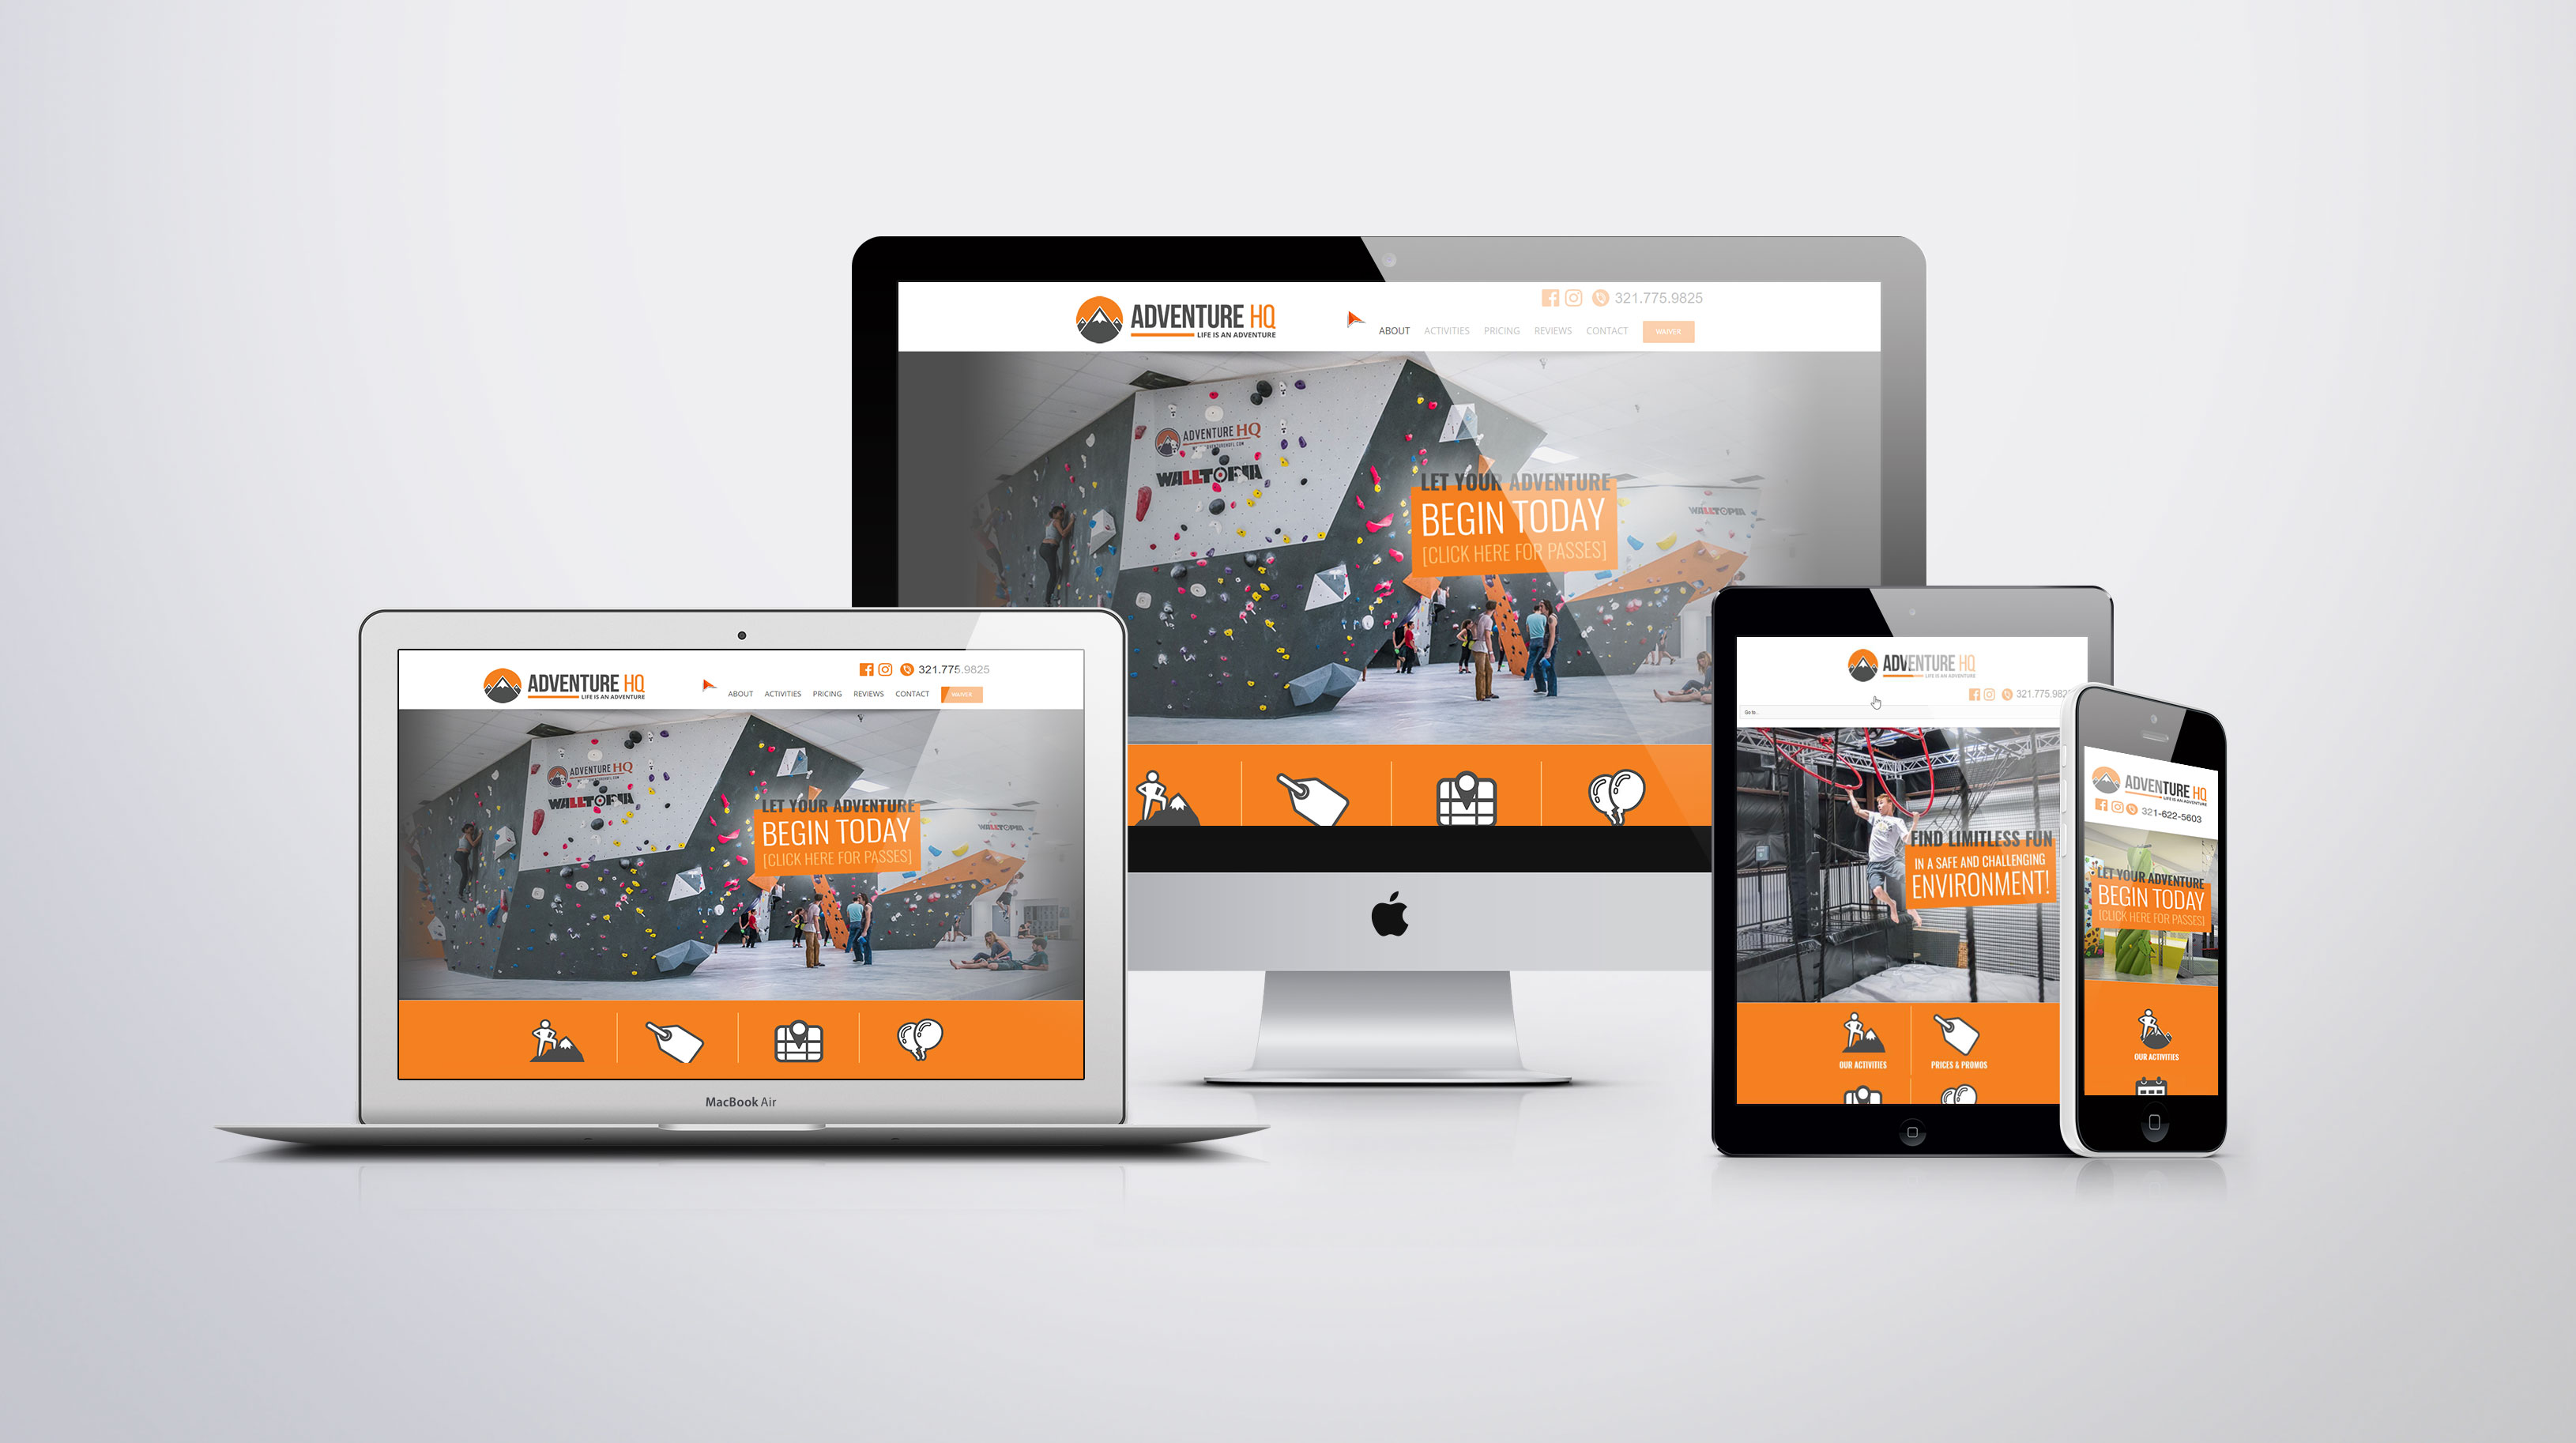 ADVENTURE HQ
LIFE IS AN ADVENTURE
321.775.9825
ABOUT ACTIVITIES PRICING REVIEWS CONTACT WAIVER
ADVENTURE HQ
WALLTOPIA
WALLTOPIA
LET YOUR ADVENTURE
BEGIN TODAY
[CLICK HERE FOR PASSES]
ADVENTURE HQ
LIFE IS AN ADVENTURE
321.775.9825
ABOUT ACTIVITIES PRICING REVIEWS CONTACT WAIVER
ADVENTURE HQ
WALLTOPIA
WALLTOPIA
LET YOUR ADVENTURE
BEGIN TODAY
[CLICK HERE FOR PASSES]
MacBook Air
ADVENTURE HQ
LIFE IS AN ADVENTURE
321.775.982
Go to...
FIND LIMITLESS FUN
IN A SAFE AND CHALLENGING
ENVIRONMENT!
OUR ACTIVITIES
PRICES & PROMOS
ADVENTURE HQ
LIFE IS AN ADVENTURE
321-622-5603
LET YOUR ADVENTURE
BEGIN TODAY
[CLICK HERE FOR PASSES]
OUR ACTIVITIES